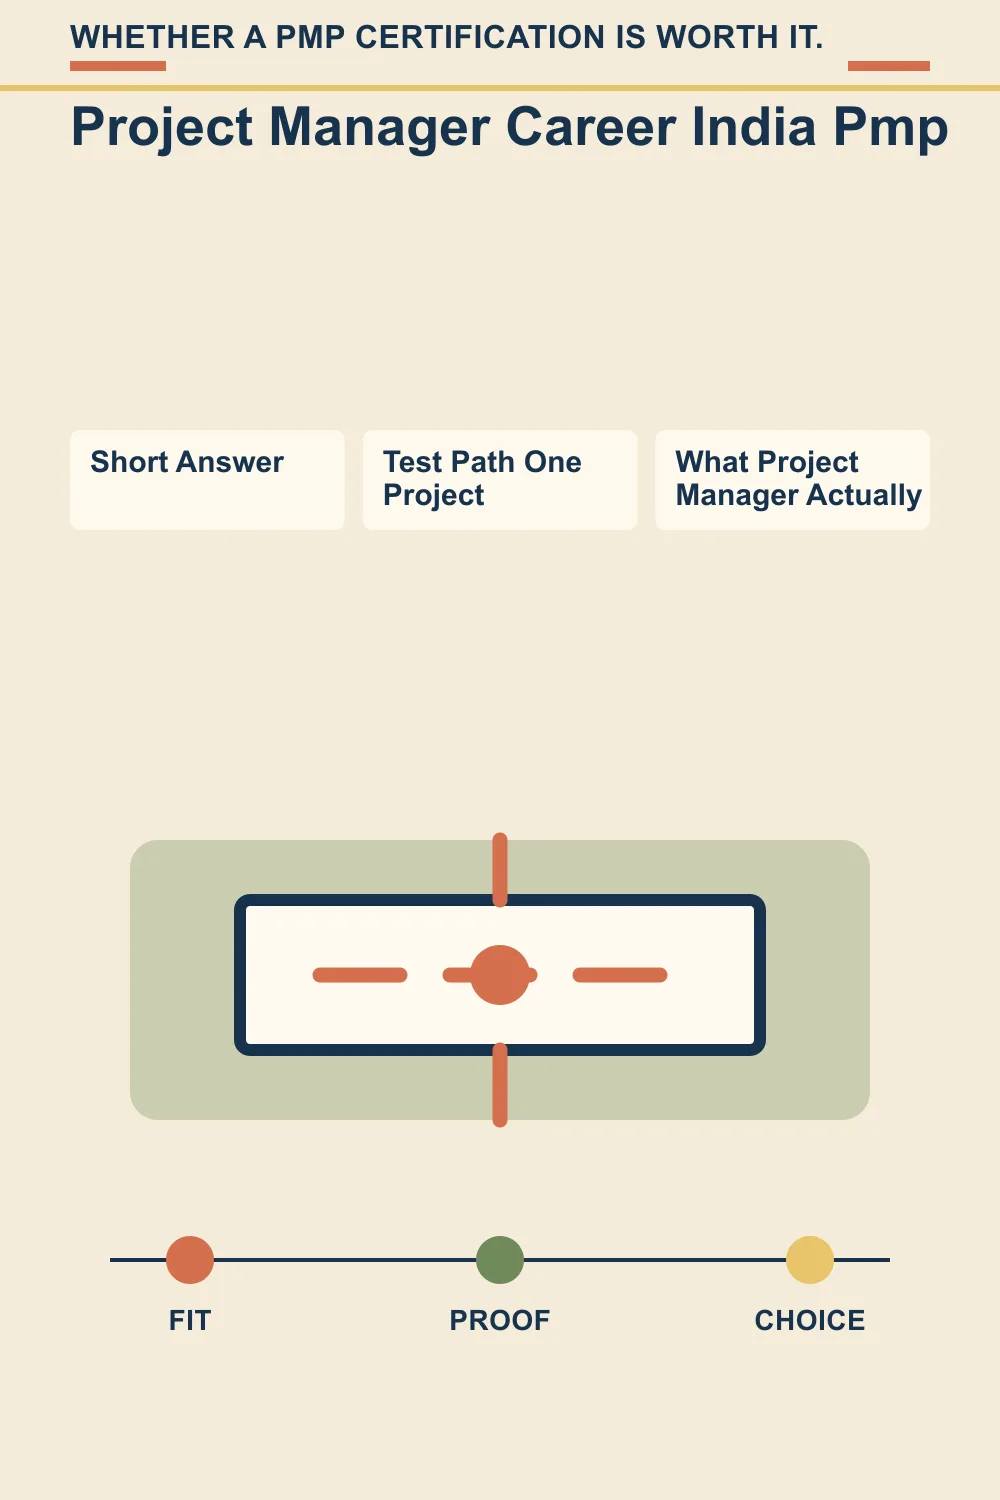 WHETHER A PMP CERTIFICATION IS WORTH IT.
Project Manager Career India Pmp
Short Answer
Test Path One
Project
What Project
Manager Actually
FIT
PROOF
CHOICE